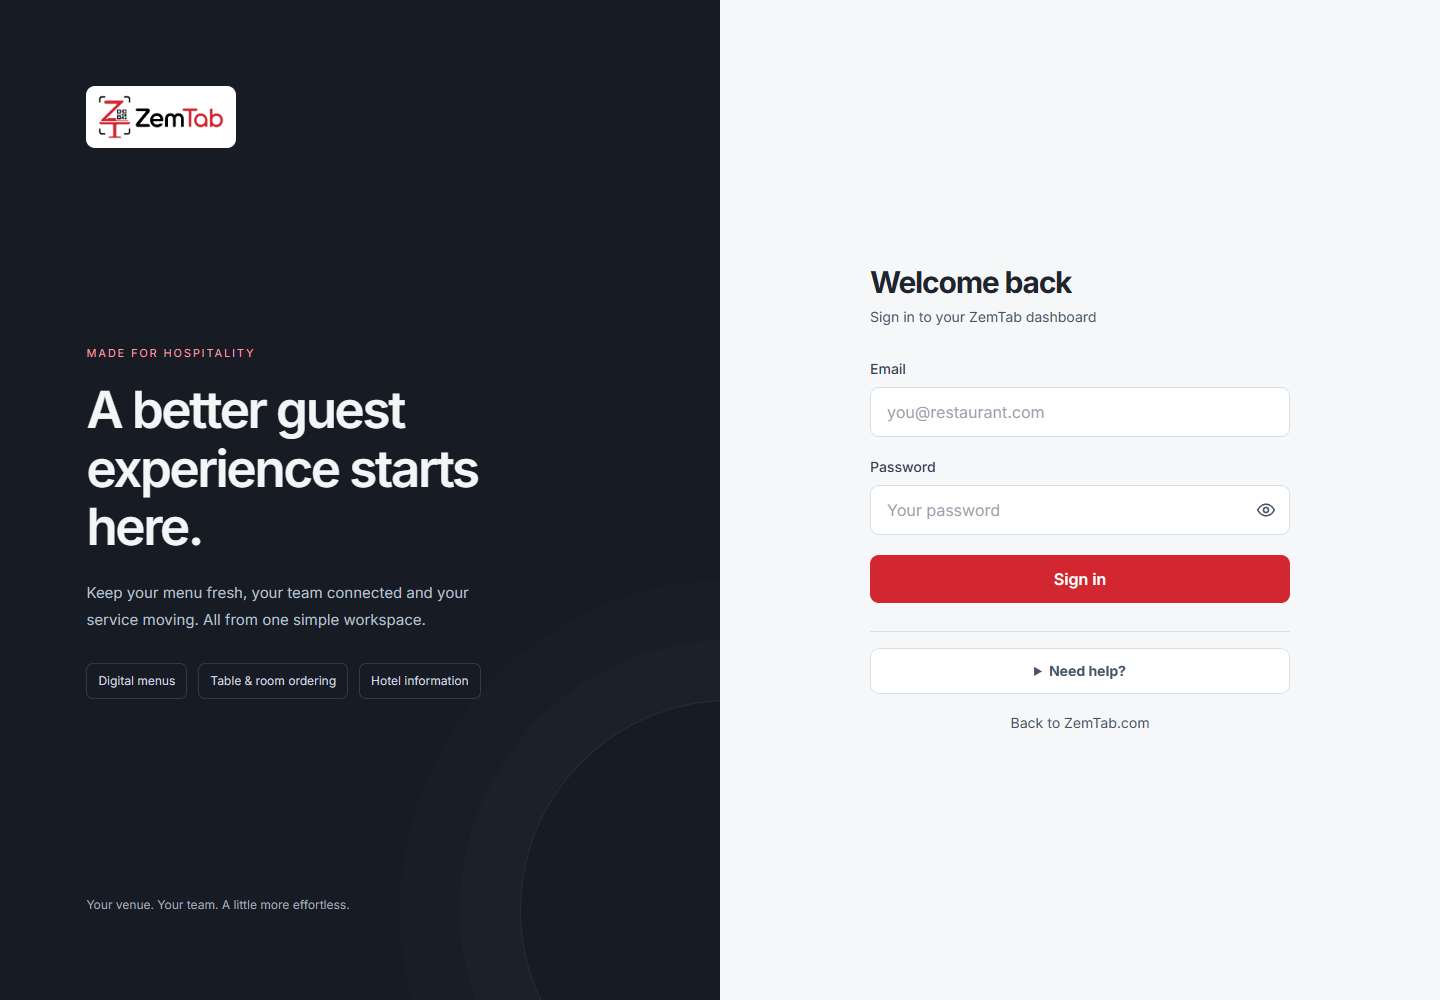 ZemTab
MADE FOR HOSPITALITY
A better guest
experience starts
here.
Keep your menu fresh, your team connected and your
service moving. All from one simple workspace.
Digital menus
Table & room ordering
Hotel information
Your venue. Your team. A little more effortless.
Welcome back
Sign in to your ZemTab dashboard
Email
you@restaurant.com
Password
Your password
Sign in
Need help?
Back to ZemTab.com